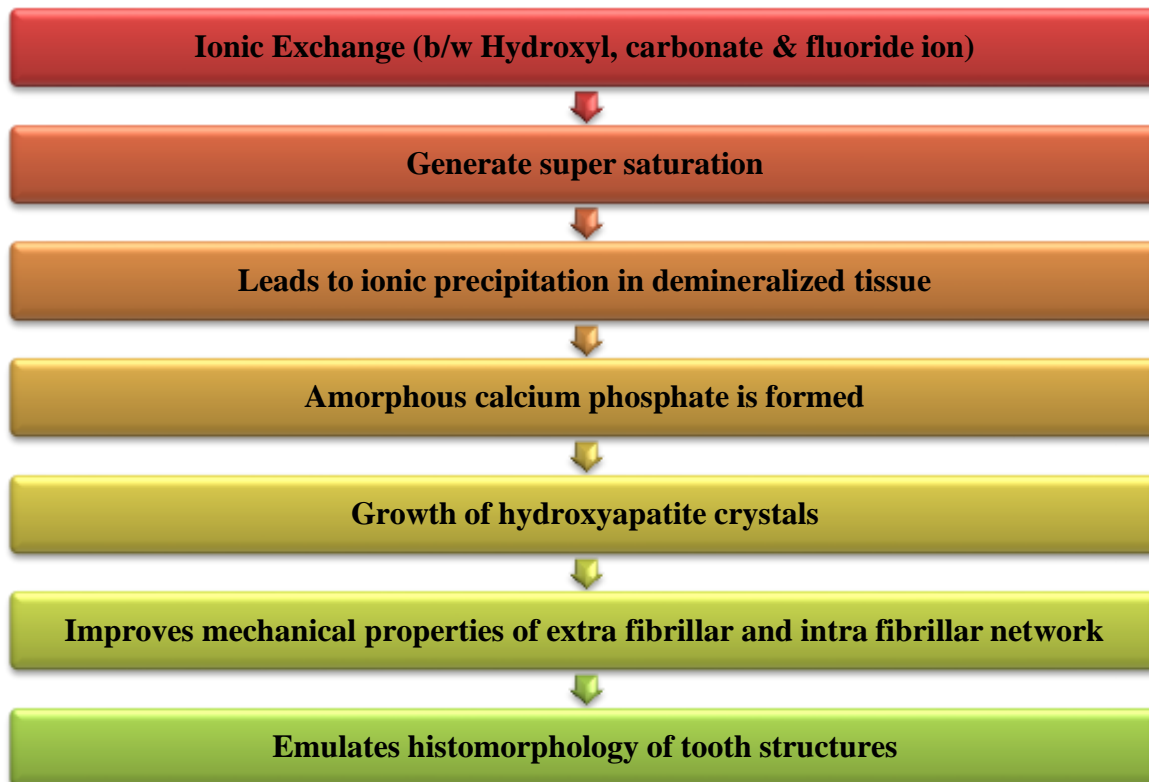 Ionic Exchange (b/w Hydroxyl, carbonate & fluoride ion)
Generate super saturation
Leads to ionic precipitation in demineralized tissue
Amorphous calcium phosphate is formed
Growth of hydroxyapatite crystals
Improves mechanical properties of extra fibrillar and intra fibrillar network
Emulates histomorphology of tooth structures